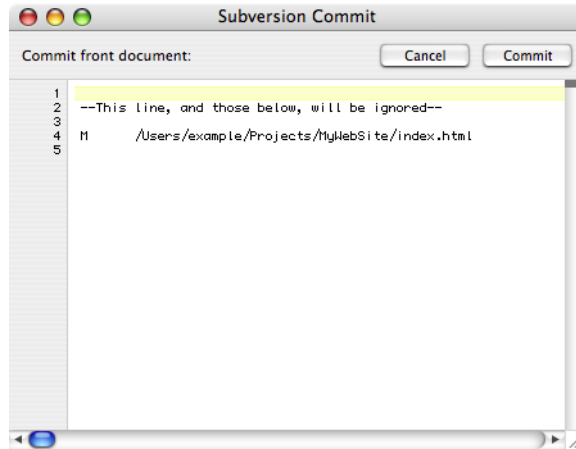 Subversion Commit
Commit front document:
Cancel
Commit
1
2 --This line, and those below, will be ignored--
3
4 M /Users/example/Projects/MyWebSite/index.html
5